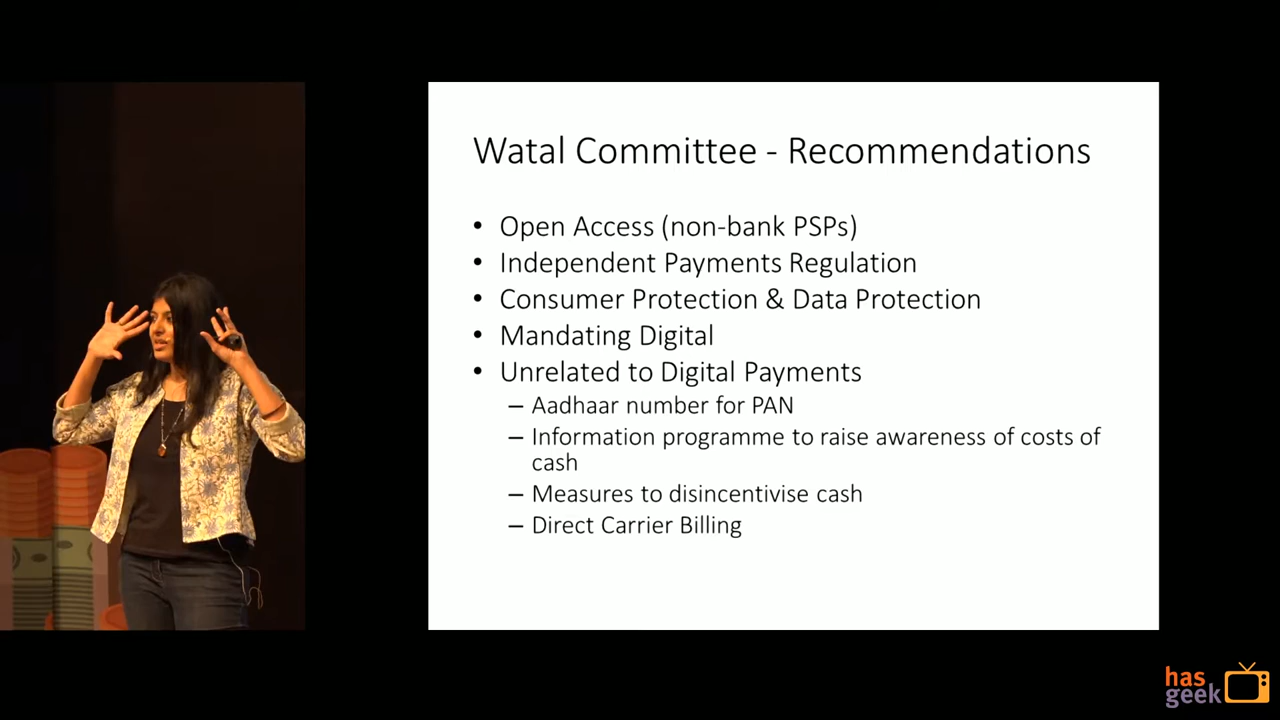 Watal Committee - Recommendations
• Open Access (non-bank PSPs)
• Independent Payments Regulation
• Consumer Protection & Data Protection
• Mandating Digital
• Unrelated to Digital Payments
– Aadhaar number for PAN
– Information programme to raise awareness of costs of
cash
– Measures to disincentivise cash
– Direct Carrier Billing
has
geek